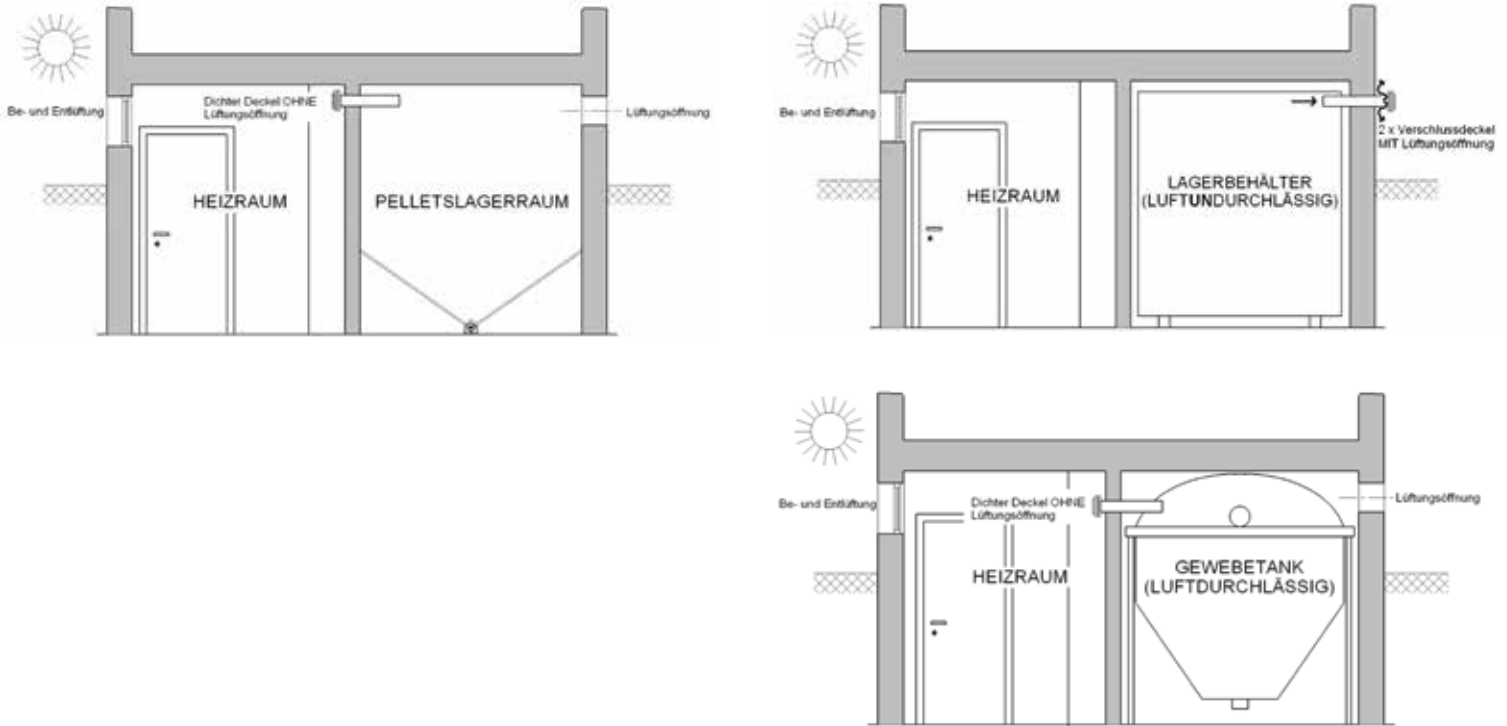 Be- und Entlüftung
Dichter Deckel OHNE
Lüftungsöffnung
Lüftungsöffnung
HEIZRAUM
PELLETSLAGERRAUM
Be- und Entlüftung
2 x Verschlussdeckel
MIT Lüftungsöffnung
HEIZRAUM
LAGERBEHÄLTER
(LUFTUNDURCHLÄSSIG)
Be- und Entlüftung
Dichter Deckel OHNE
Lüftungsöffnung
Lüftungsöffnung
HEIZRAUM
GEWEBETANK
(LUFTDURCHLÄSSIG)